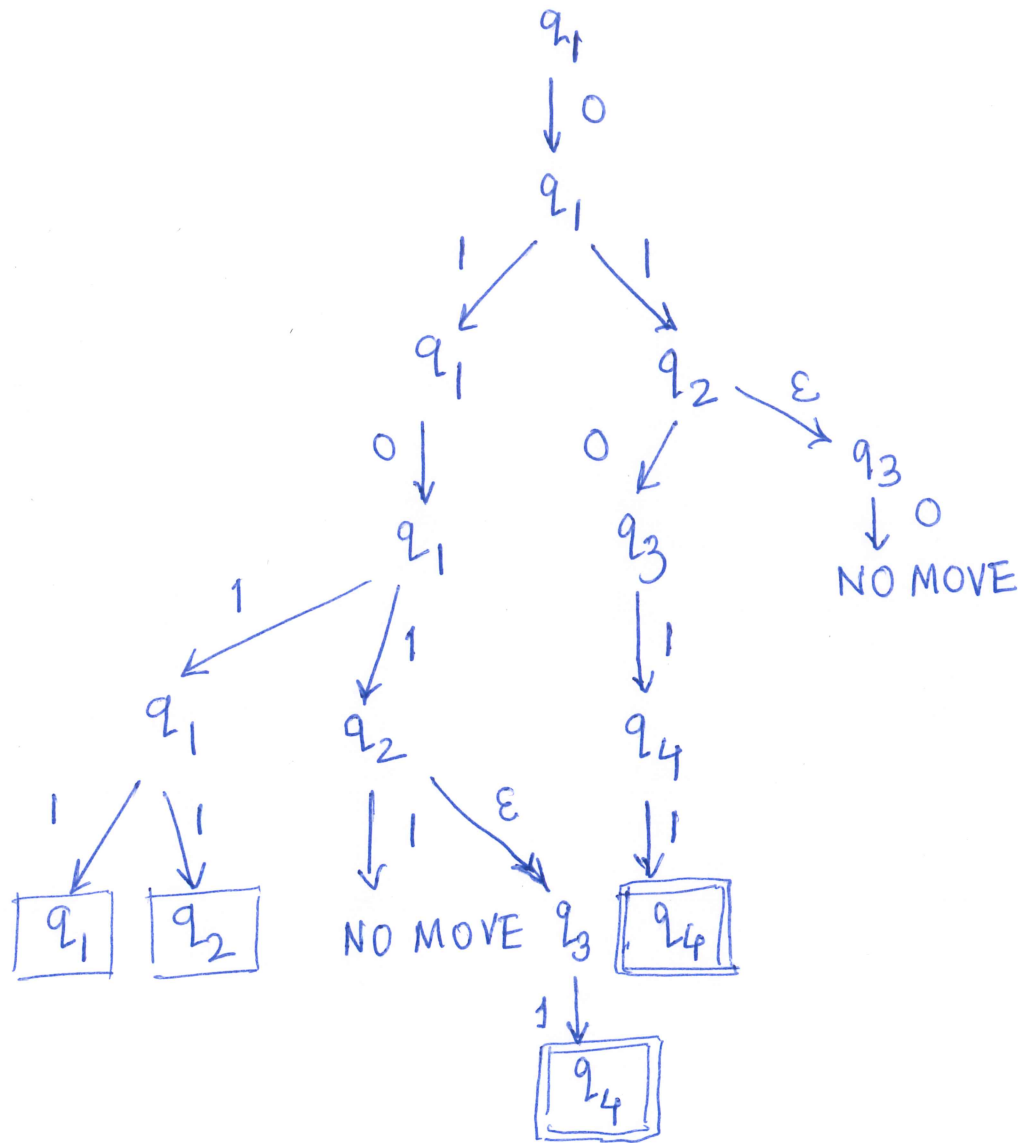 q1
0
q1
1 1
q1 q2 ε
0 0 q3
0
q1 q3 NO MOVE
1 1 1
q1 q2 q4
1 1 1 ε 1
q1 q2 NO MOVE q3 q4
1
q4